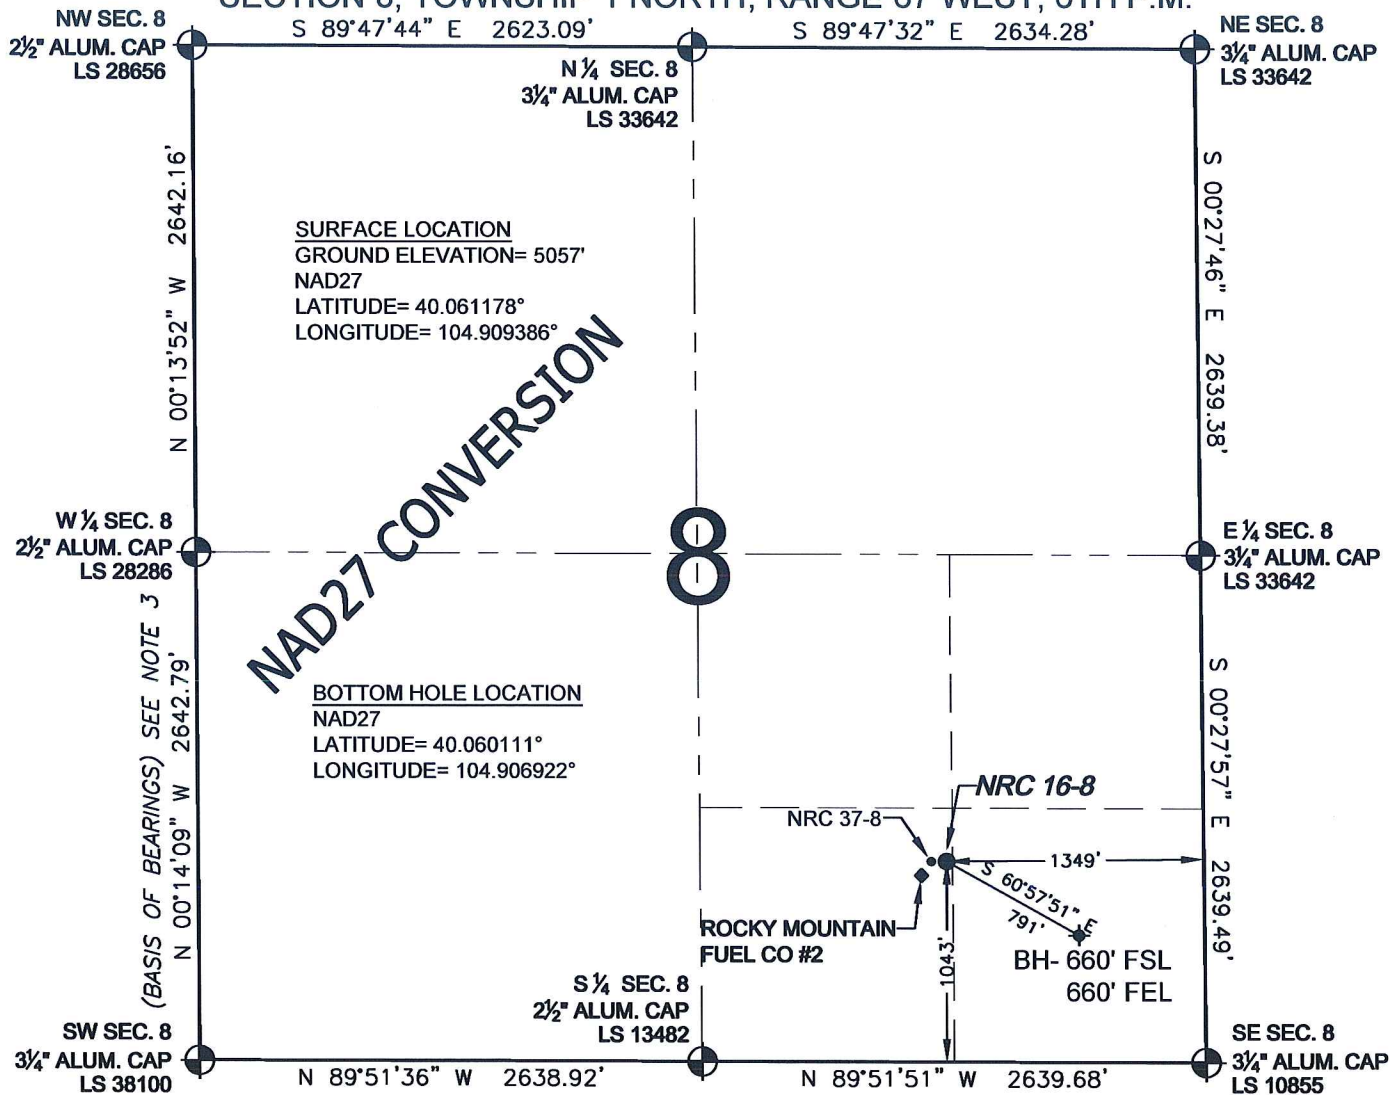 NW SEC. 8
2½" ALUM. CAP
LS 28656
S 89°47'44" E 2623.09'
S 89°47'32" E 2634.28'
NE SEC. 8
3¼" ALUM. CAP
LS 33642
N ¼ SEC. 8
3¼" ALUM. CAP
LS 33642
N 00°13'52" W 2642.16'
S 00°27'46" E 2639.38'
SURFACE LOCATION
GROUND ELEVATION= 5057'
NAD27
LATITUDE= 40.061178°
LONGITUDE= 104.909386°
NAD27 CONVERSION
W ¼ SEC. 8
2½" ALUM. CAP
LS 28286
8
E ¼ SEC. 8
3¼" ALUM. CAP
LS 33642
(BASIS OF BEARINGS) SEE NOTE 3
N 00°14'09" W 2642.79'
BOTTOM HOLE LOCATION
NAD27
LATITUDE= 40.060111°
LONGITUDE= 104.906922°
S 00°27'57" E 2639.49'
NRC 16-8
NRC 37-8
1349'
S 60°57'51" E
791'
ROCKY MOUNTAIN
FUEL CO #2
1043'
BH- 660' FSL
660' FEL
S ¼ SEC. 8
2½" ALUM. CAP
LS 13482
SW SEC. 8
3¼" ALUM. CAP
LS 38100
N 89°51'36" W 2638.92'
N 89°51'51" W 2639.68'
SE SEC. 8
3¼" ALUM. CAP
LS 10855